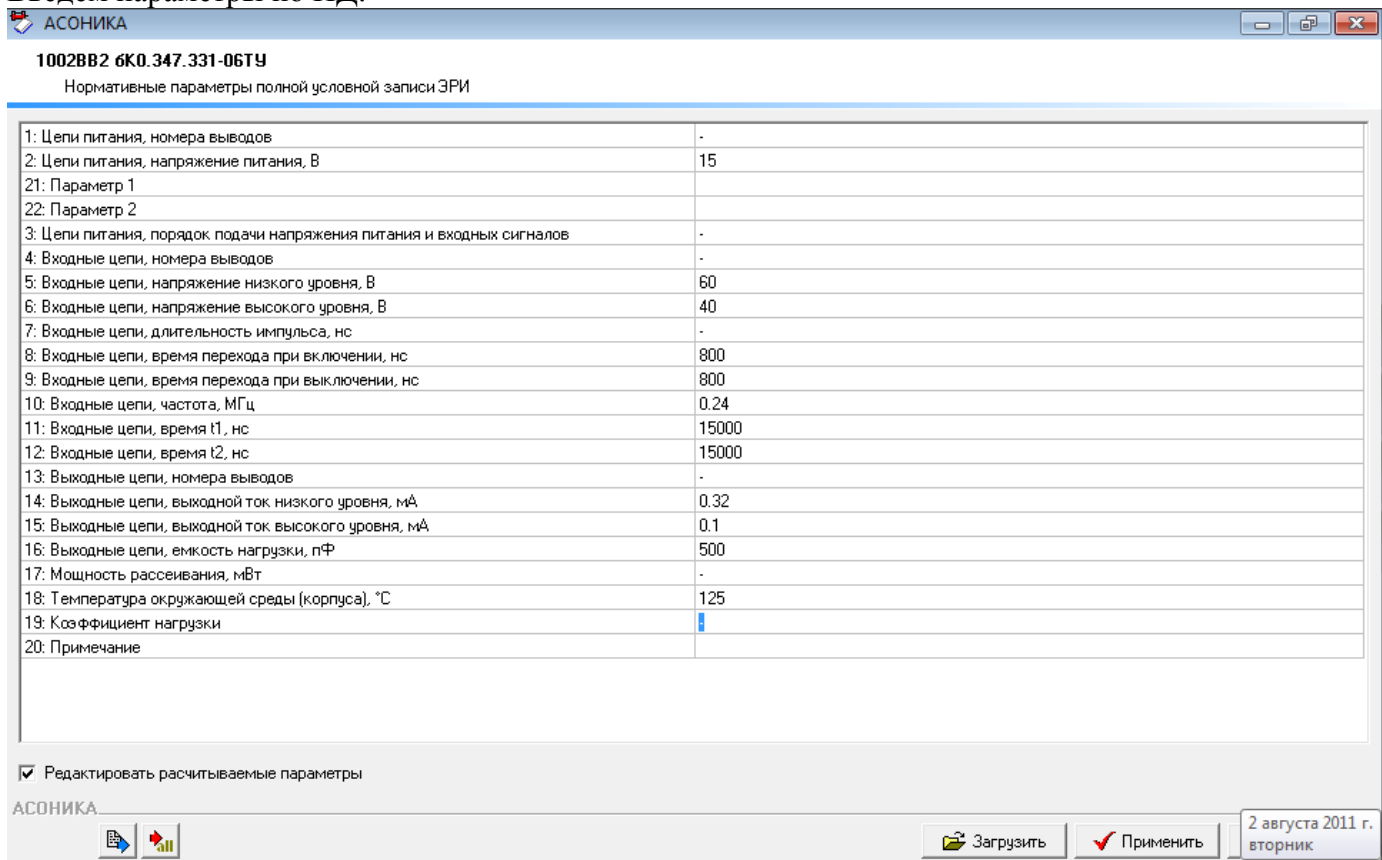 Введем параметры по НД:
АСОНИКА
1002ВВ2 бК0.347.331-06ТУ
Нормативные параметры полной условной записи ЭРИ
1: Цепи питания, номера выводов -
2: Цепи питания, напряжение питания, В 15
21: Параметр 1
22: Параметр 2
3: Цепи питания, порядок подачи напряжения питания и входных сигналов -
4: Входные цепи, номера выводов -
5: Входные цепи, напряжение низкого уровня, В 60
6: Входные цепи, напряжение высокого уровня, В 40
7: Входные цепи, длительность импульса, нс -
8: Входные цепи, время перехода при включении, нс 800
9: Входные цепи, время перехода при выключении, нс 800
10: Входные цепи, частота, МГц 0.24
11: Входные цепи, время t1, нс 15000
12: Входные цепи, время t2, нс 15000
13: Выходные цепи, номера выводов -
14: Выходные цепи, выходной ток низкого уровня, мА 0.32
15: Выходные цепи, выходной ток высокого уровня, мА 0.1
16: Выходные цепи, емкость нагрузки, пФ 500
17: Мощность рассеивания, мВт -
18: Температура окружающей среды (корпуса), °С 125
19: Коэффициент нагрузки -
20: Примечание
Редактировать расчитываемые параметры
АСОНИКА
all Загрузить Применить
2 августа 2011 г.
вторник